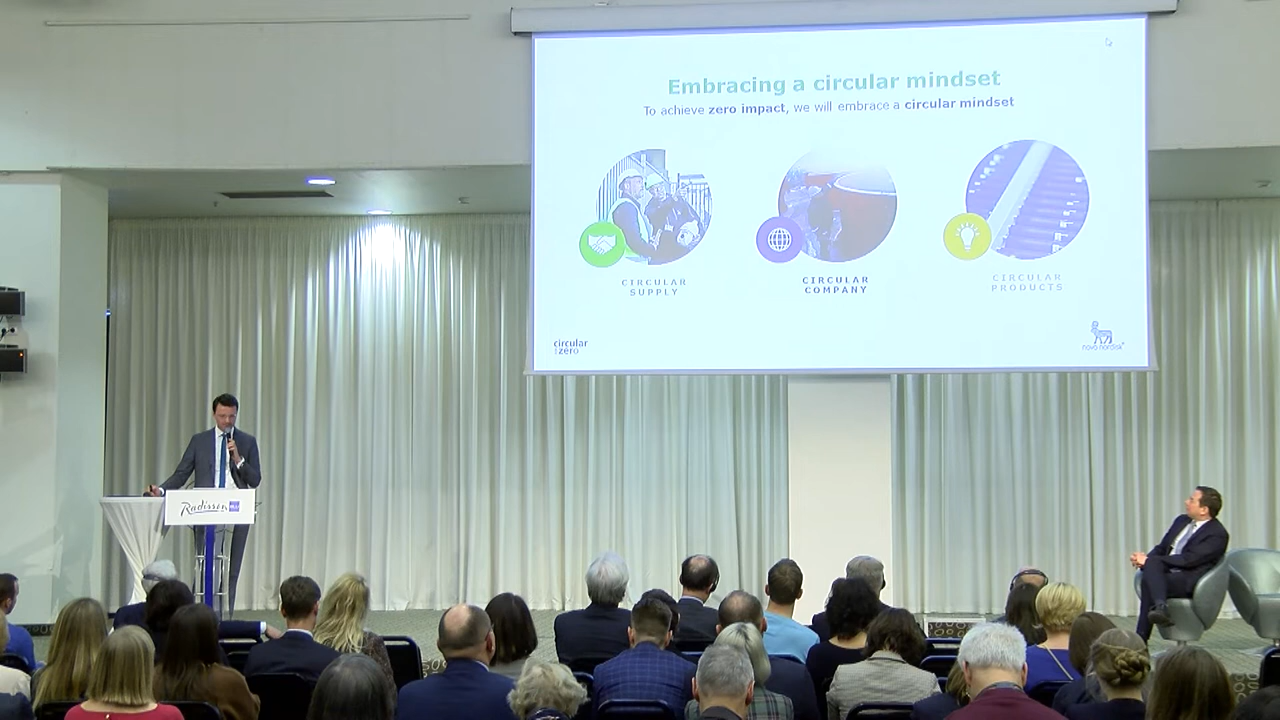 Embracing a circular mindset
To achieve zero impact, we will embrace a circular mindset
CIRCULAR
SUPPLY
CIRCULAR
COMPANY
CIRCULAR
PRODUCTS
circular
zero
novo nordisk
Radisson
BLU